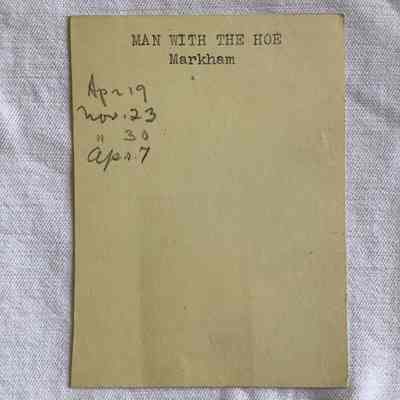 MAN WITH THE HOE
Markham
Apr 19
Nov. 23
" 30
Apr. 7